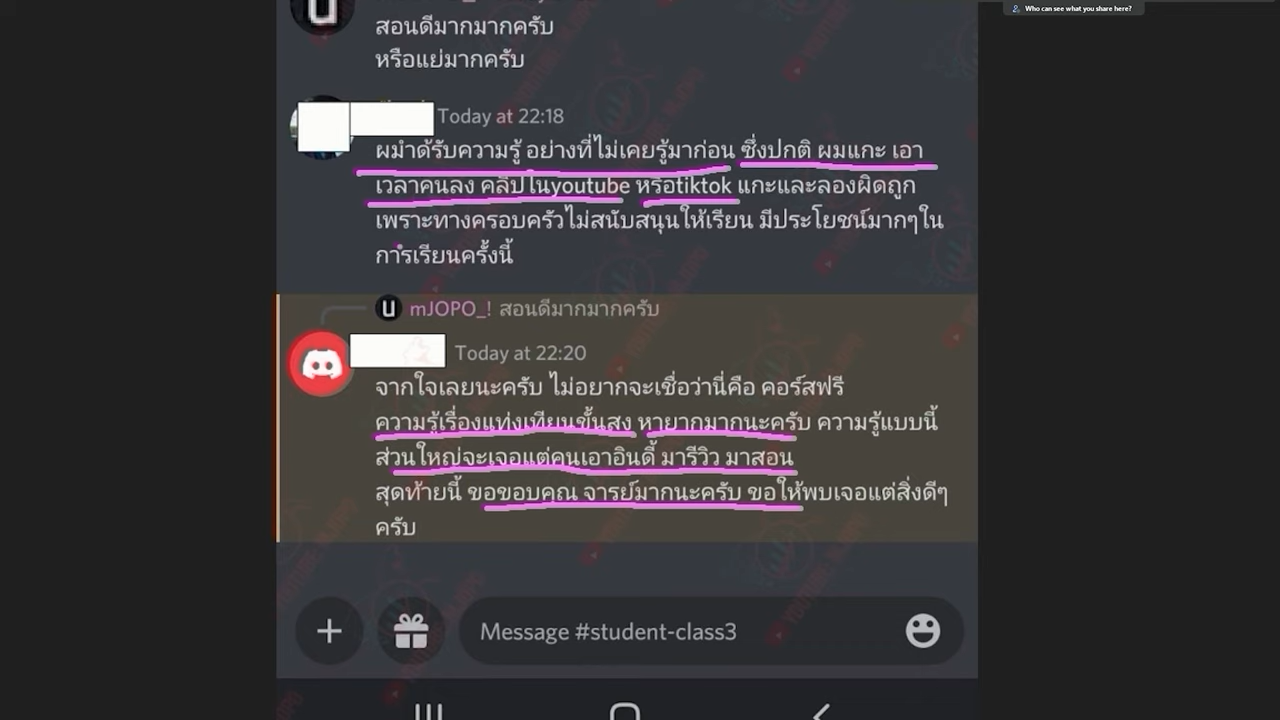 Who can see what you share here?
U
สอนดีมากมากครับ
หรือแย่มากครับ
Today at 22:18
ผมำด้รับความรู้ อย่างที่ไม่เคยรู้มาก่อน ซึ่งปกติ ผมแกะ เอา
เวลาคนลง คลิปในyoutube หรือtiktok แกะและลองผิดถูก
เพราะทางครอบครัวไม่สนับสนุนให้เรียน มีประโยชน์มากๆใน
การเรียนครั้งนี้
U mJOPO_! สอนดีมากมากครับ
Today at 22:20
จากใจเลยนะครับ ไม่อยากจะเชื่อว่านี่คือ คอร์สฟรี
ความรู้เรื่องแท่งเทียนขั้นสูง หายากมากนะครับ ความรู้แบบนี้
ส่วนใหญ่จะเจอแต่คนเอาอินดี้ มารีวิว มาสอน
สุดท้ายนี้ ขอขอบคุณ จารย์มากนะครับ ขอให้พบเจอแต่สิ่งดีๆ
ครับ
Message #student-class3